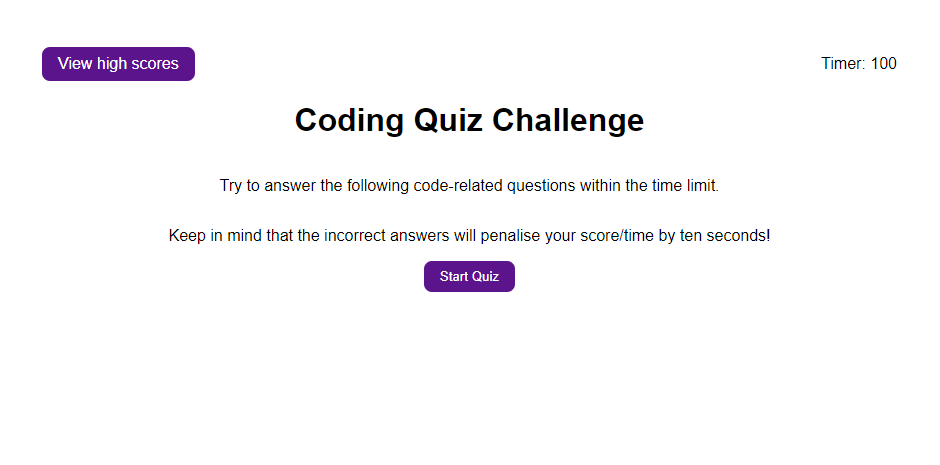 View high scores
Timer: 100
Coding Quiz Challenge
Try to answer the following code-related questions within the time limit.
Keep in mind that the incorrect answers will penalise your score/time by ten seconds!
Start Quiz